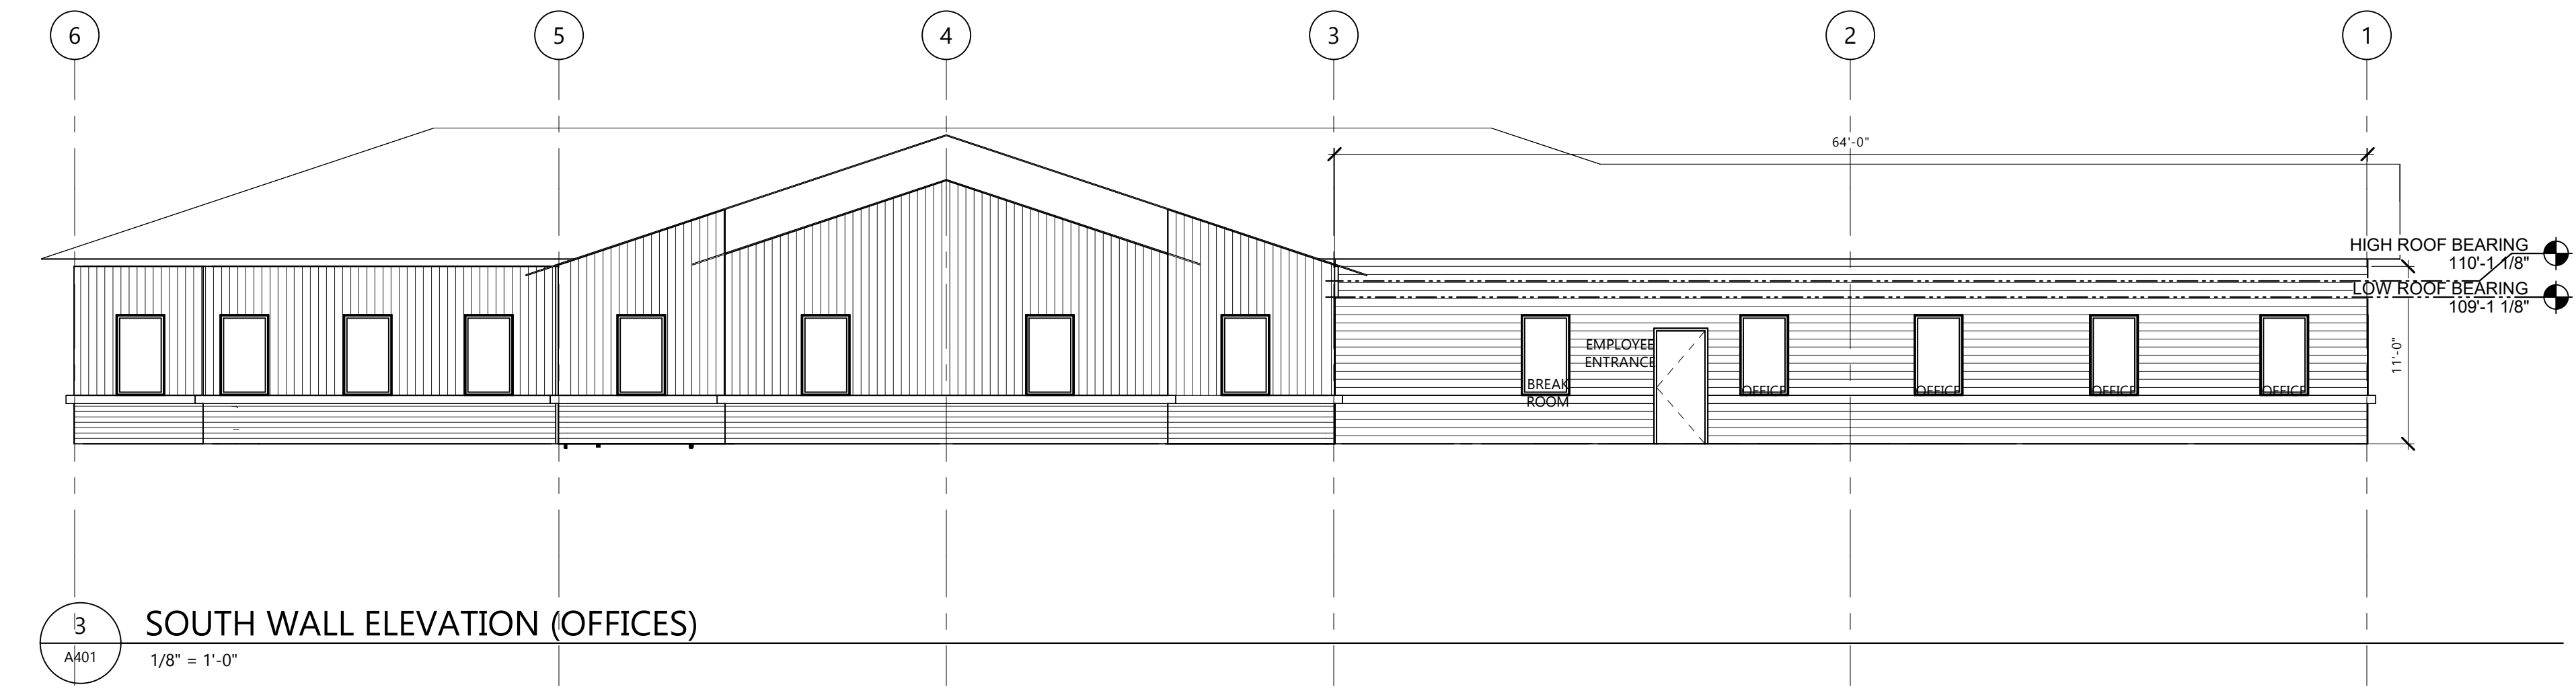 6 5 4 3 2 1
64'-0"
HIGH ROOF BEARING
110'-1 1/8"
LOW ROOF BEARING
109'-1 1/8"
11'-0"
EMPLOYEE
ENTRANCE
BREAK
ROOM
OFFICE OFFICE OFFICE OFFICE
3
A401
SOUTH WALL ELEVATION (OFFICES)
1/8" = 1'-0"